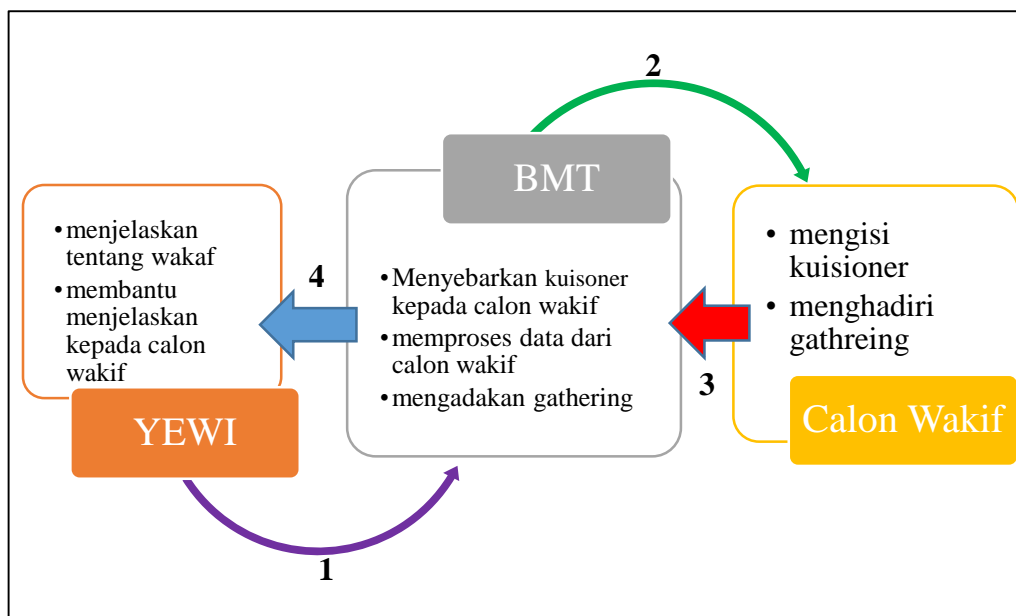 2
BMT
• menjelaskan
tentang wakaf
• membantu
menjelaskan
kepada calon
wakif
YEWI
4
• Menyebarkan kuisoner
kepada calon wakif
• memproses data dari
calon wakif
• mengadakan gathering
3
• mengisi
kuisioner
• menghadiri
gathreing
Calon Wakif
1